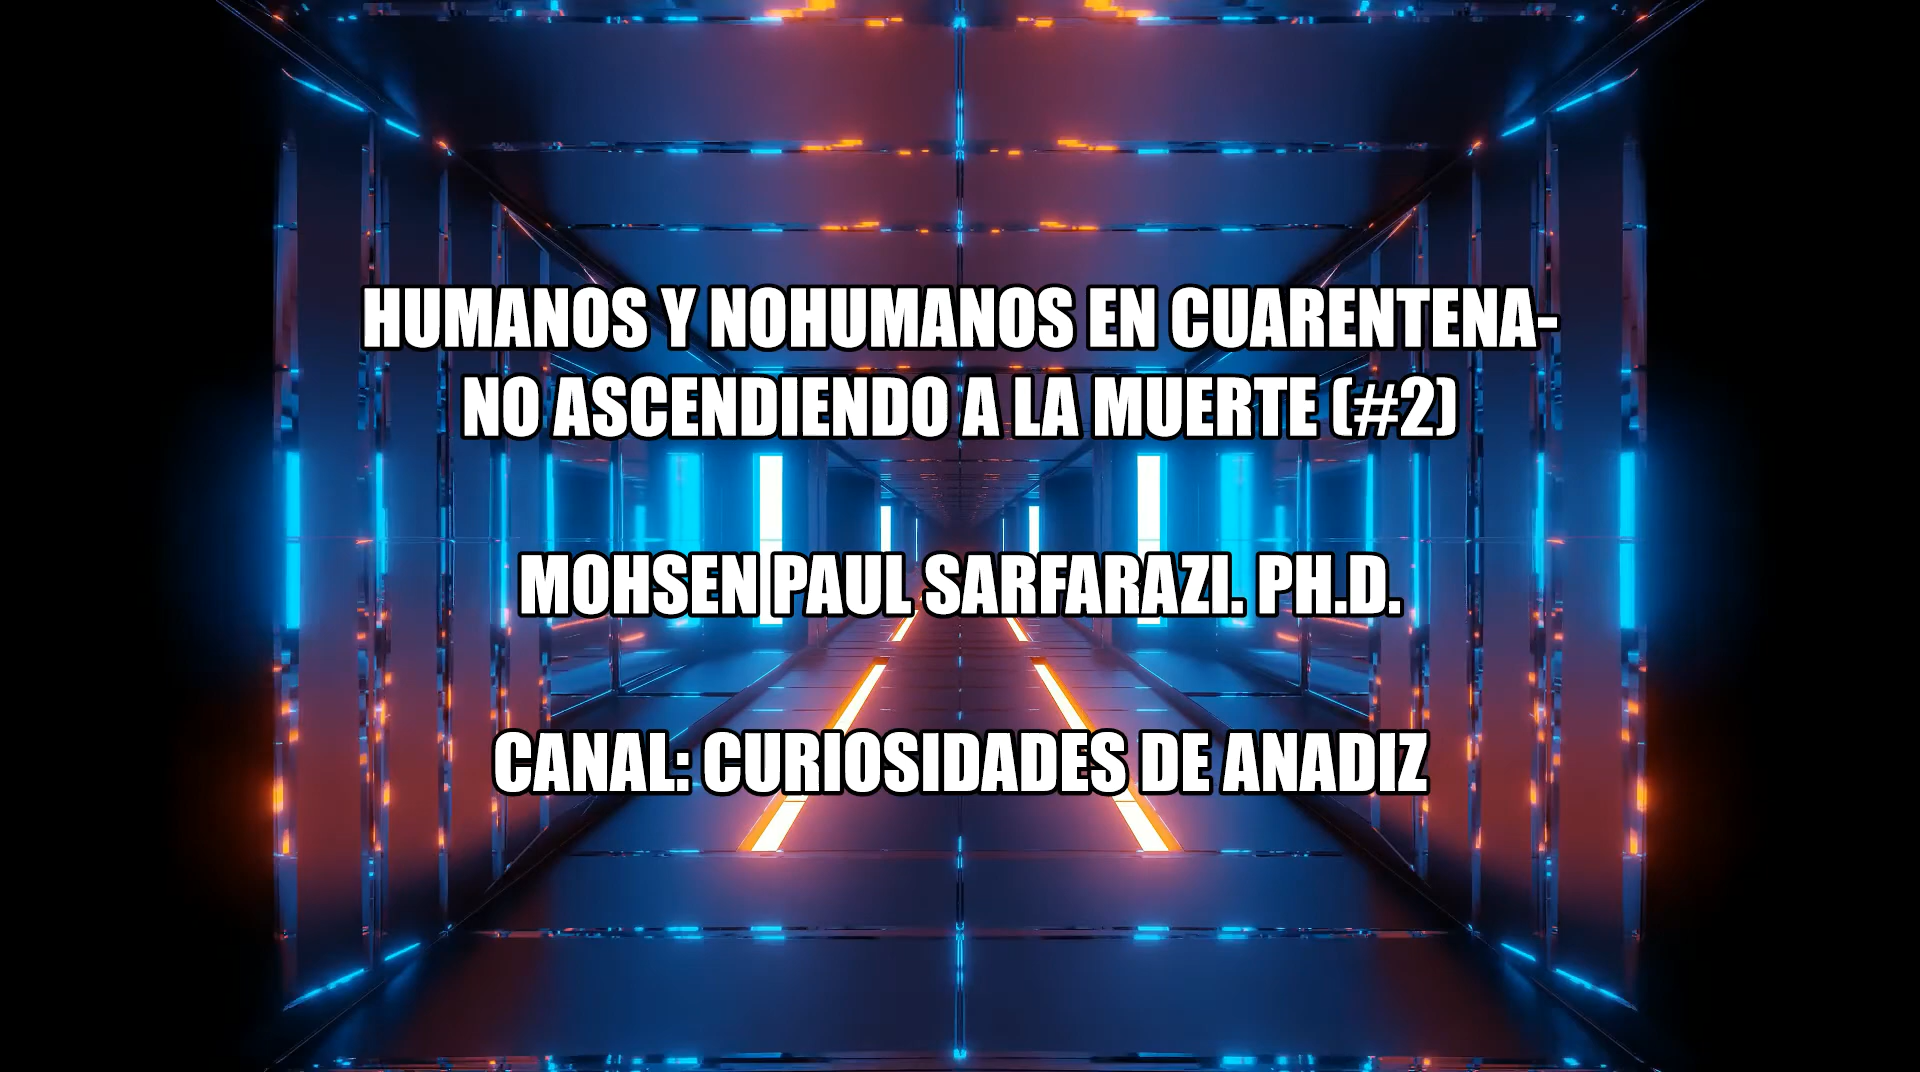 HUMANOS Y NOHUMANOS EN CUARENTENA-
NO ASCENDIENDO A LA MUERTE (#2)
MOHSEN|PAUL SARFARAZI. PH.D.
CANAL: CURIOSIDADES DE ANADIZ